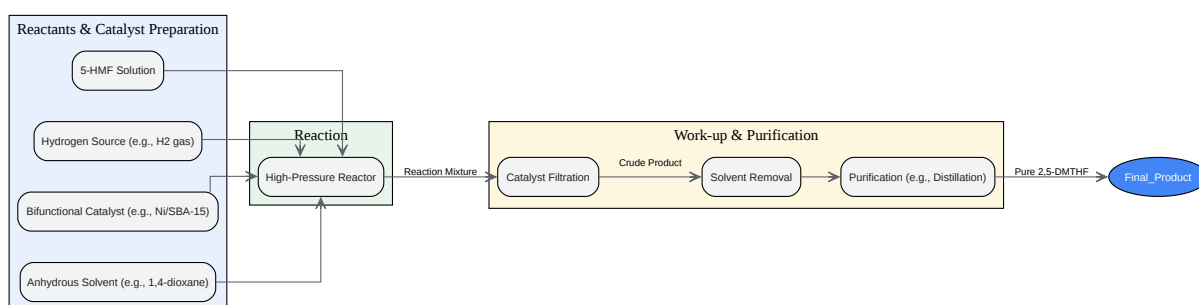 Reactants & Catalyst Preparation
5-HMF Solution
Hydrogen Source (e.g., H2 gas)
Bifunctional Catalyst (e.g., Ni/SBA-15)
Anhydrous Solvent (e.g., 1,4-dioxane)
Reaction
High-Pressure Reactor
Reaction Mixture
Work-up & Purification
Catalyst Filtration
Crude Product
Solvent Removal
Purification (e.g., Distillation)
Pure 2,5-DMTHF
Final_Product